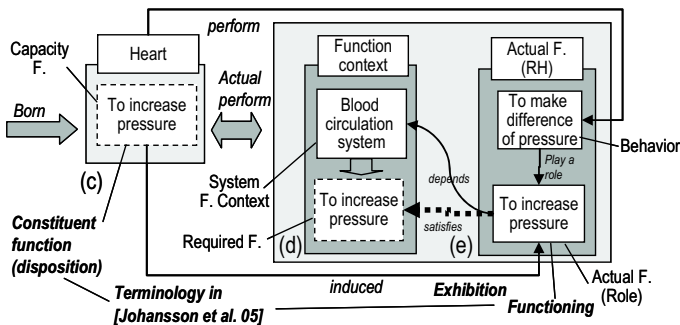 perform
Capacity
F.
Heart
To increase
pressure
Born
(c)
Actual
perform
Function
context
Blood
circulation
system
System
F. Context
To increase
pressure
Required F.
(d)
Actual F.
(RH)
To make
difference
of pressure
Behavior
Play a
role
depends
To increase
pressure
satisfies
(e)
Actual F.
(Role)
Constituent
function
(disposition)
Terminology in
[Johansson et al. 05]
induced
Exhibition
Functioning